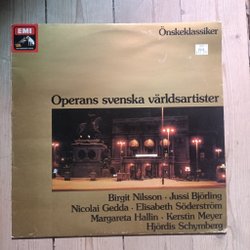 EMI
Önskeklassiker
Operans svenska världsartister
Birgit Nilsson · Jussi Björling
Nicolai Gedda · Elisabeth Söderström
Margareta Hallin · Kerstin Meyer
Hjördis Schymberg